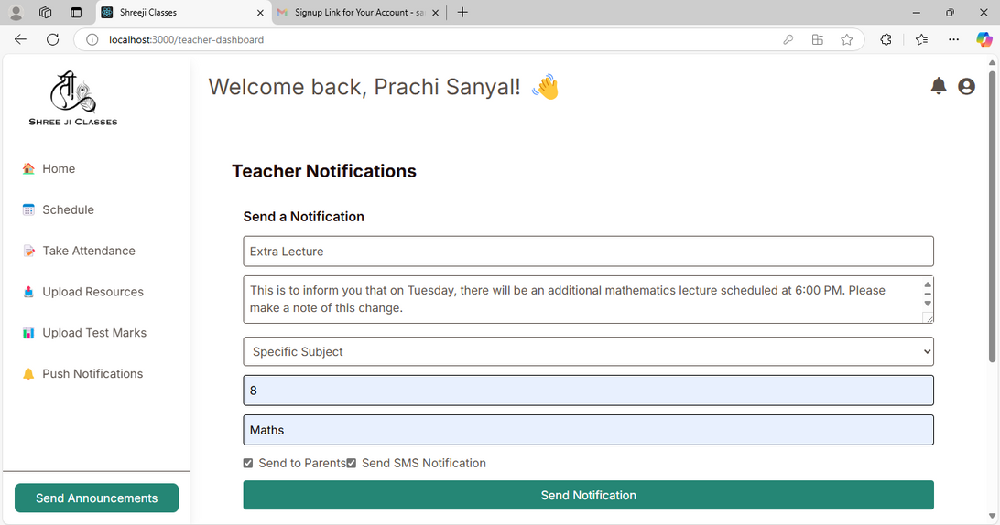 Shreeji Classes
Signup Link for Your Account - sa
localhost:3000/teacher-dashboard
श्री
SHREE JI CLASSES
Welcome back, Prachi Sanyal!
Home
Schedule
Take Attendance
Upload Resources
Upload Test Marks
Push Notifications
Send Announcements
Teacher Notifications
Send a Notification
Extra Lecture
This is to inform you that on Tuesday, there will be an additional mathematics lecture scheduled at 6:00 PM. Please
make a note of this change.
Specific Subject
8
Maths
Send to Parents Send SMS Notification
Send Notification